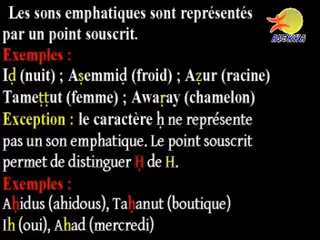 Les sons emphatiques sont représentés
par un point souscrit.
Exemples :
Iḍ (nuit) ; Aṣemmiḍ (froid) ; Aẓur (racine)
Tameṭṭut (femme) ; Awaṛay (chamelon)
Exception : le caractère ḥ ne représente
pas un son emphatique. Le point souscrit
permet de distinguer Ḥ de H.
Exemples :
Aḥidus (ahidous), Taḥanut (boutique)
Ih (oui), Ahad (mercredi)